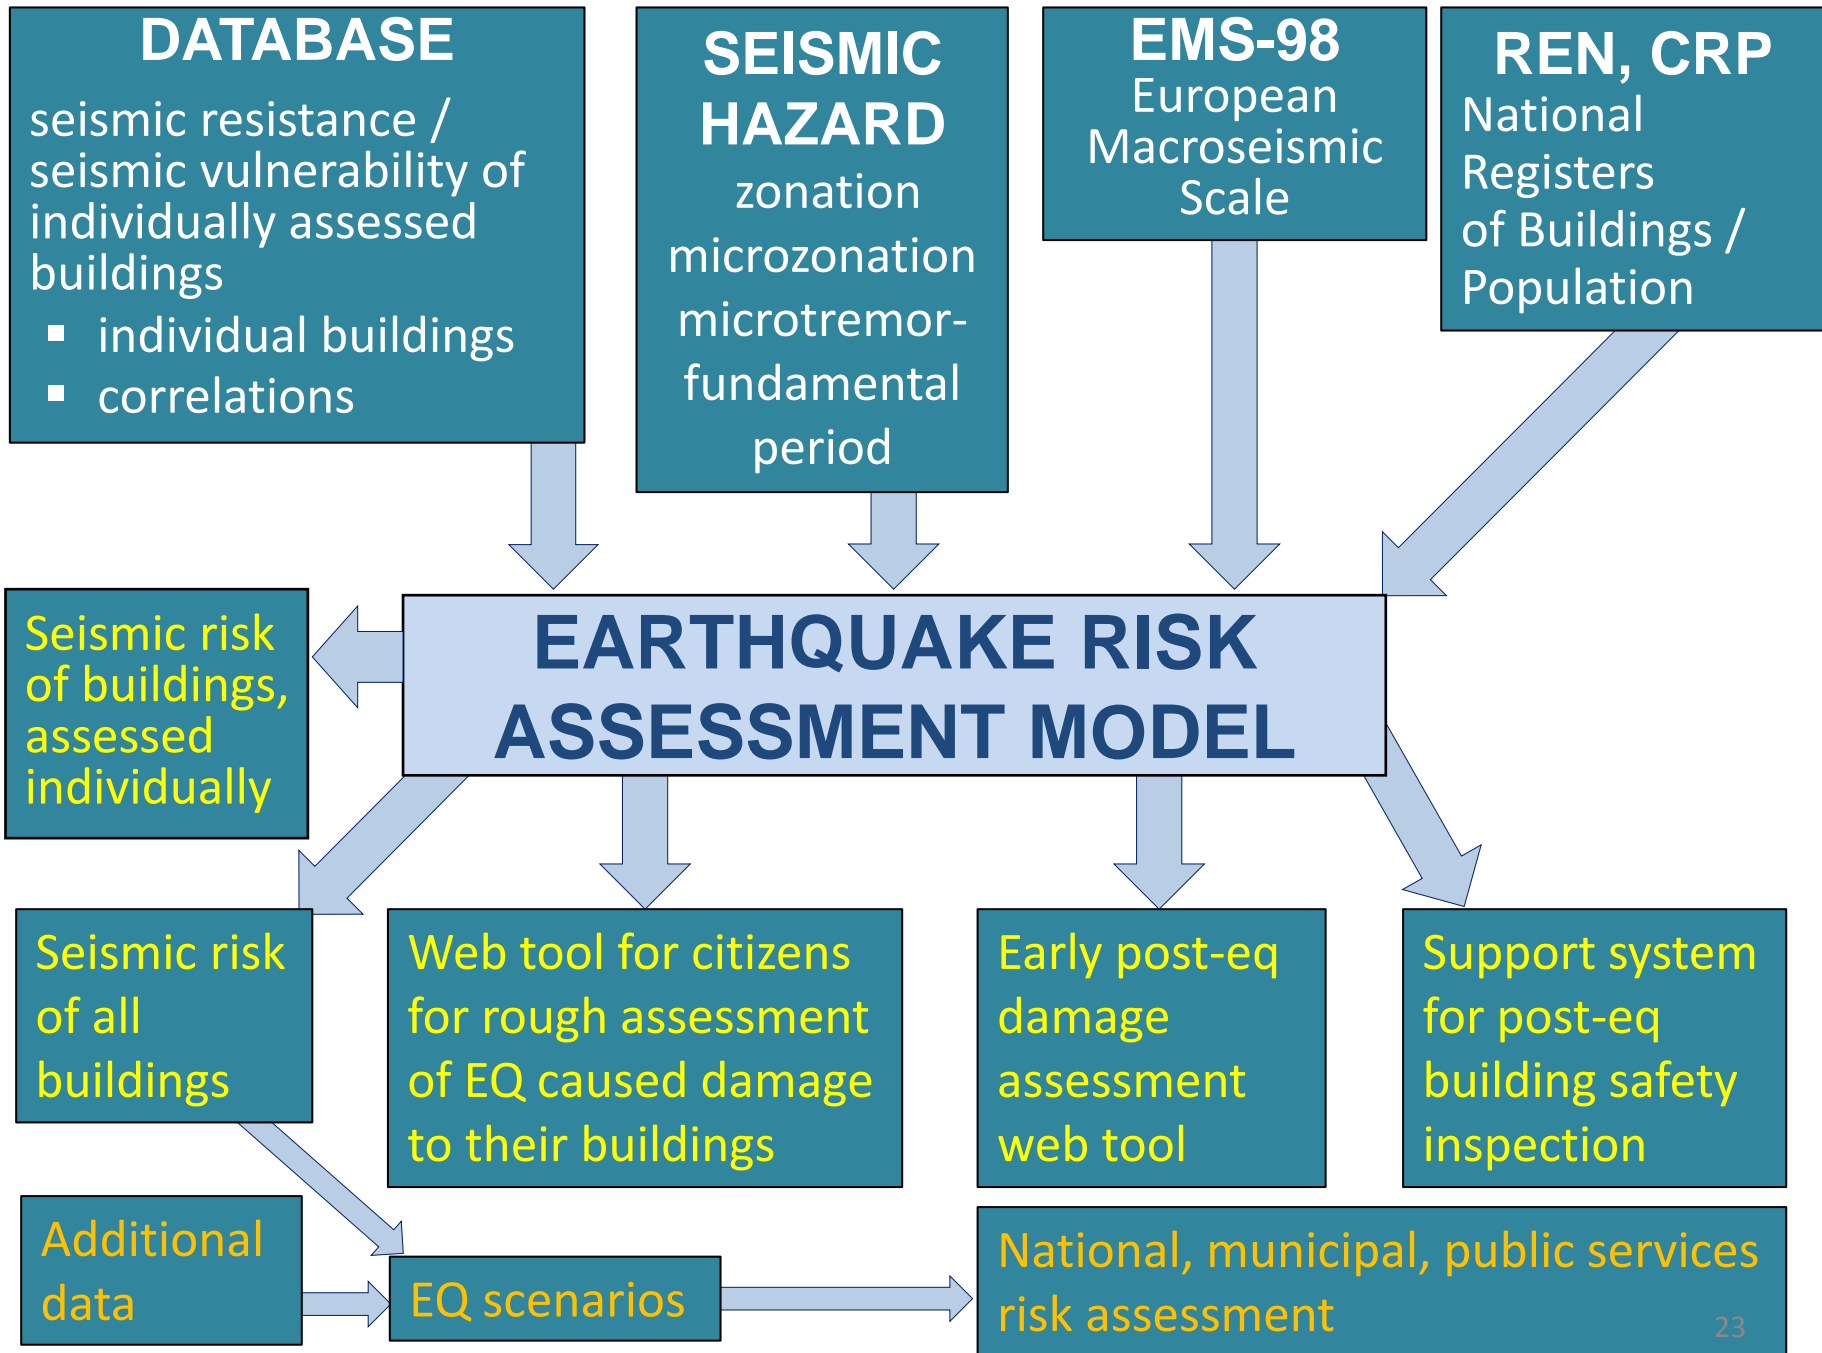 DATABASE
seismic resistance /
seismic vulnerability of
individually assessed
buildings
▪ individual buildings
▪ correlations
SEISMIC
HAZARD
zonation
microzonation
microtremor-
fundamental
period
EMS-98
European
Macroseismic
Scale
REN, CRP
National
Registers
of Buildings /
Population
EARTHQUAKE RISK
ASSESSMENT MODEL
Seismic risk
of buildings,
assessed
individually
Seismic risk
of all
buildings
Web tool for citizens
for rough assessment
of EQ caused damage
to their buildings
Early post-eq
damage
assessment
web tool
Support system
for post-eq
building safety
inspection
Additional
data
EQ scenarios
National, municipal, public services
risk assessment
23